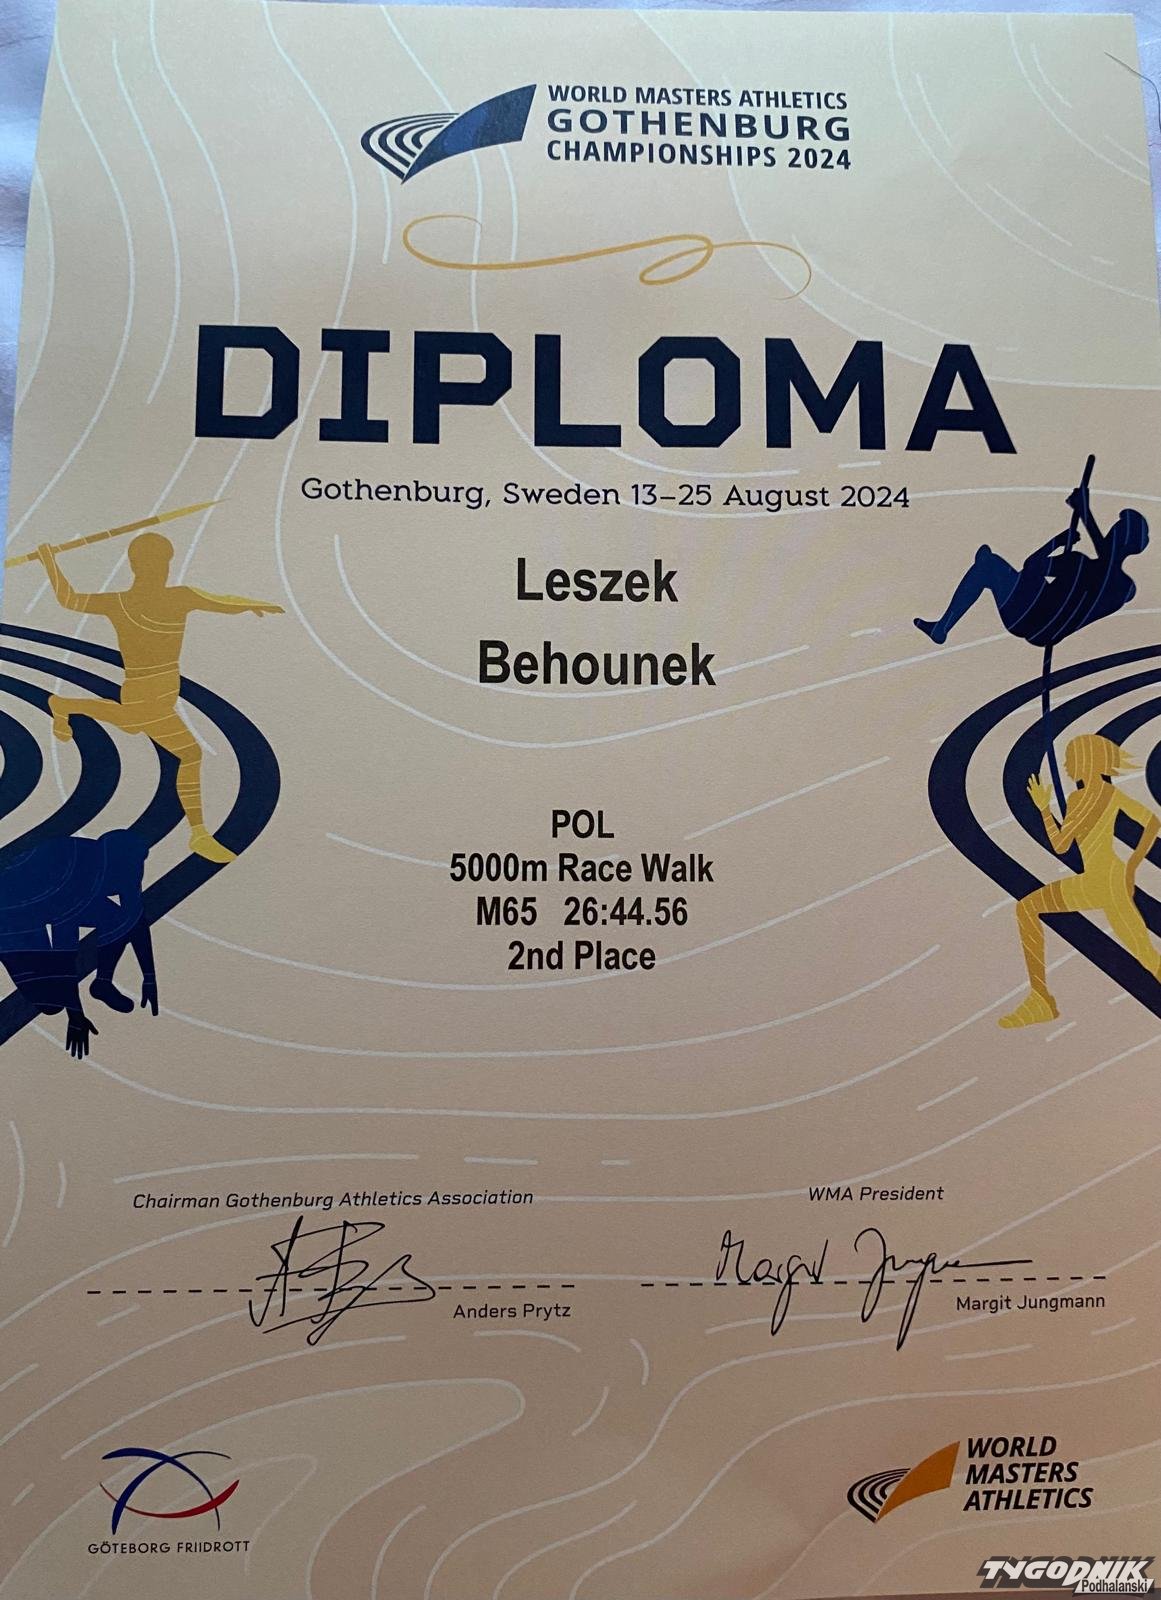 WORLD MASTERS ATHLETICS
GOTHENBURG
CHAMPIONSHIPS 2024
DIPLOMA
Gothenburg, Sweden 13–25 August 2024
Leszek
Behounek
POL
5000m Race Walk
M65 26:44.56
2nd Place
Chairman Gothenburg Athletics Association
WMA President
Margit Jungmann
Anders Prytz
Margit Jungmann
GÖTEBORG FRIIDROTT
WORLD
MASTERS
ATHLETICS
TYGODNIK
Podhalański